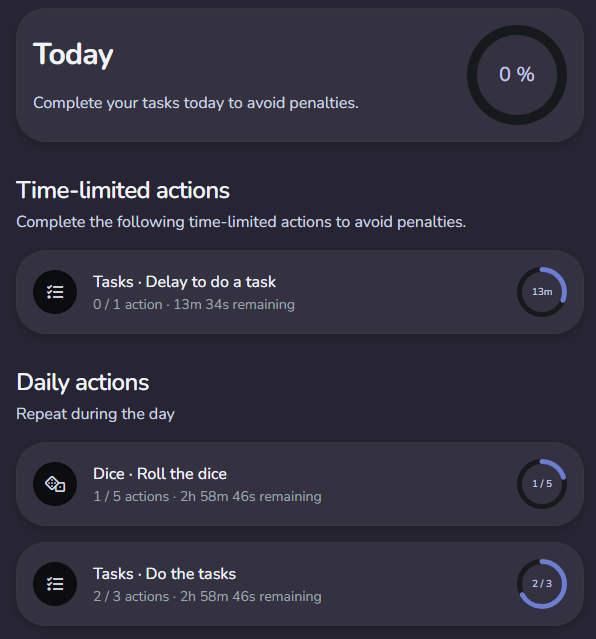 Today
0 %
Complete your tasks today to avoid penalties.
Time-limited actions
Complete the following time-limited actions to avoid penalties.
Tasks · Delay to do a task
0 / 1 action · 13m 34s remaining
13m
Daily actions
Repeat during the day
Dice · Roll the dice
1 / 5 actions · 2h 58m 46s remaining
1 / 5
Tasks · Do the tasks
2 / 3 actions · 2h 58m 46s remaining
2 / 3